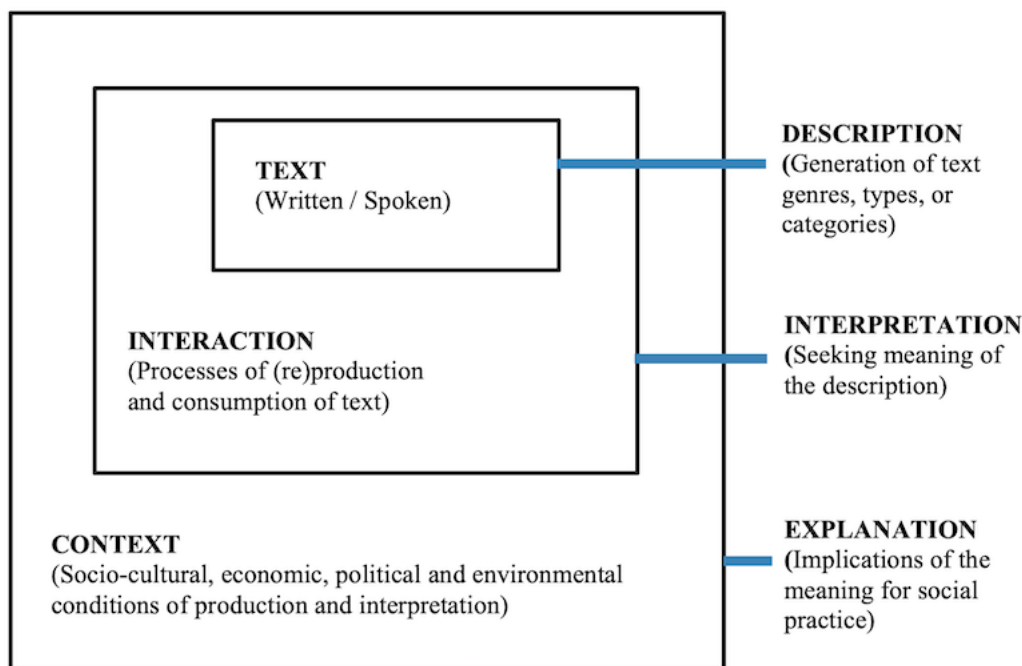 TEXT
(Written / Spoken)
DESCRIPTION
(Generation of text
genres, types, or
categories)
INTERACTION
(Processes of (re)production
and consumption of text)
INTERPRETATION
(Seeking meaning of
the description)
CONTEXT
(Socio-cultural, economic, political and environmental
conditions of production and interpretation)
EXPLANATION
(Implications of the
meaning for social
practice)